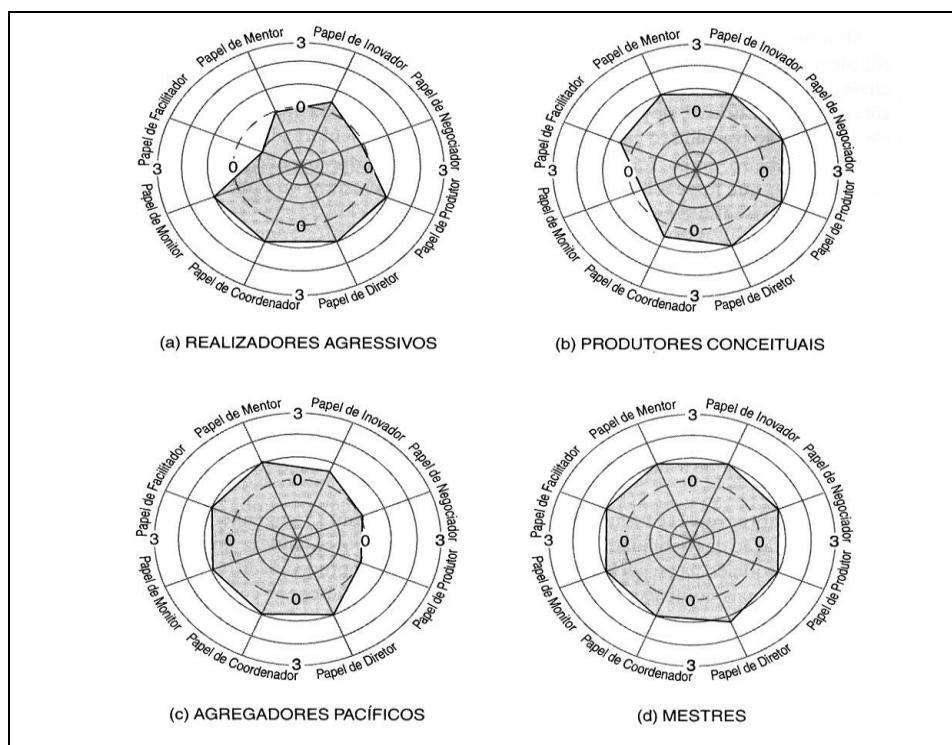 3
Papel de Mentor
Papel de Inovador
Papel de Facilitador
Papel de Negociador
0
3
0
0
3
0
Papel de Monitor
Papel de Produtor
Papel de Coordenador
Papel de Diretor
3
(a) REALIZADORES AGRESSIVOS
3
Papel de Mentor
Papel de Inovador
Papel de Facilitador
Papel de Negociador
0
3
0
0
3
0
Papel de Monitor
Papel de Produtor
Papel de Coordenador
Papel de Diretor
3
(b) PRODUTORES CONCEITUAIS
3
Papel de Mentor
Papel de Inovador
Papel de Facilitador
Papel de Negociador
0
3
0
0
3
0
Papel de Monitor
Papel de Produtor
Papel de Coordenador
Papel de Diretor
3
(c) AGREGADORES PACÍFICOS
3
Papel de Mentor
Papel de Inovador
Papel de Facilitador
Papel de Negociador
0
3
0
0
3
0
Papel de Monitor
Papel de Produtor
Papel de Coordenador
Papel de Diretor
3
(d) MESTRES